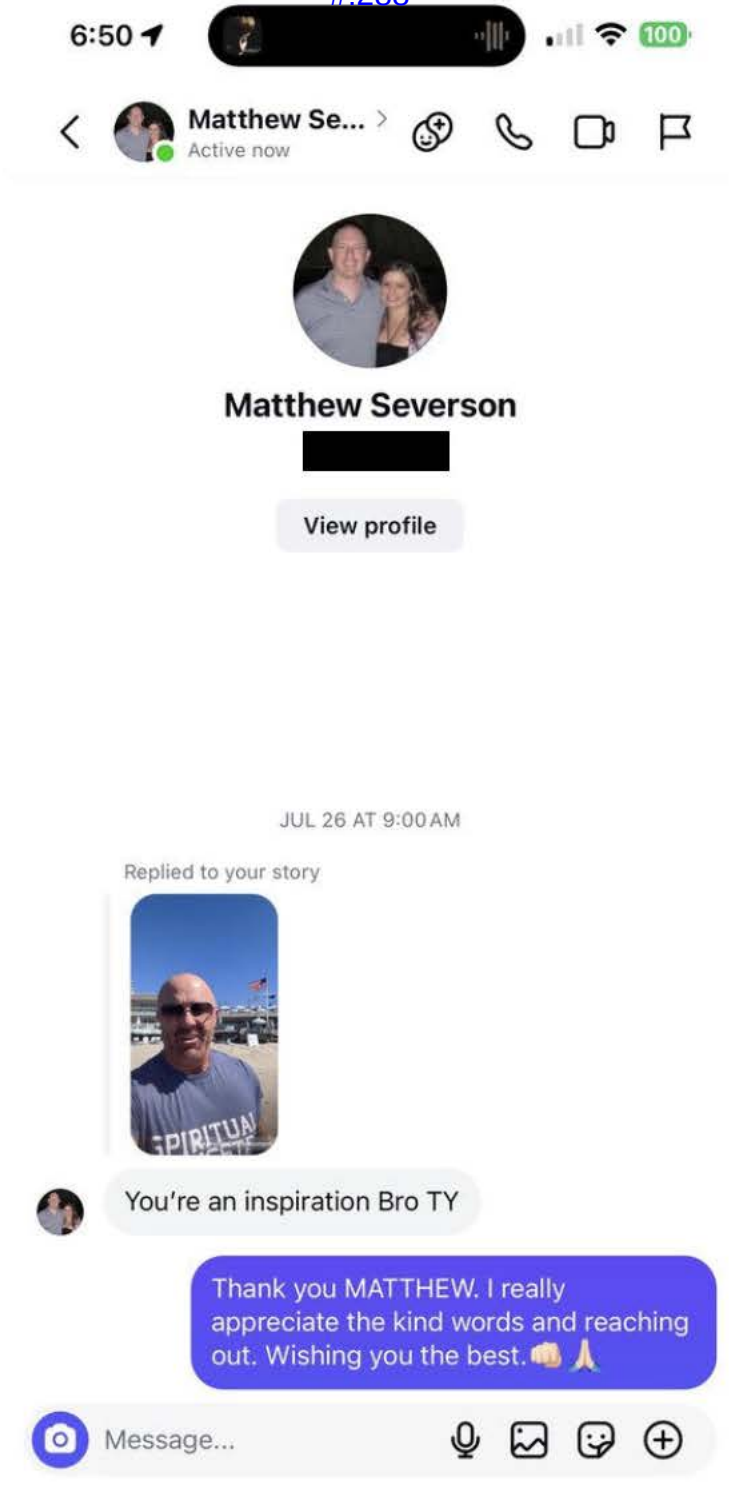 6:50
100
Matthew Se...
Active now
Matthew Severson
View profile
JUL 26 AT 9:00 AM
Replied to your story
SPIRITUAL
You're an inspiration Bro TY
Thank you MATTHEW. I really
appreciate the kind words and reaching
out. Wishing you the best.👊🏻🙏🏻
Message...